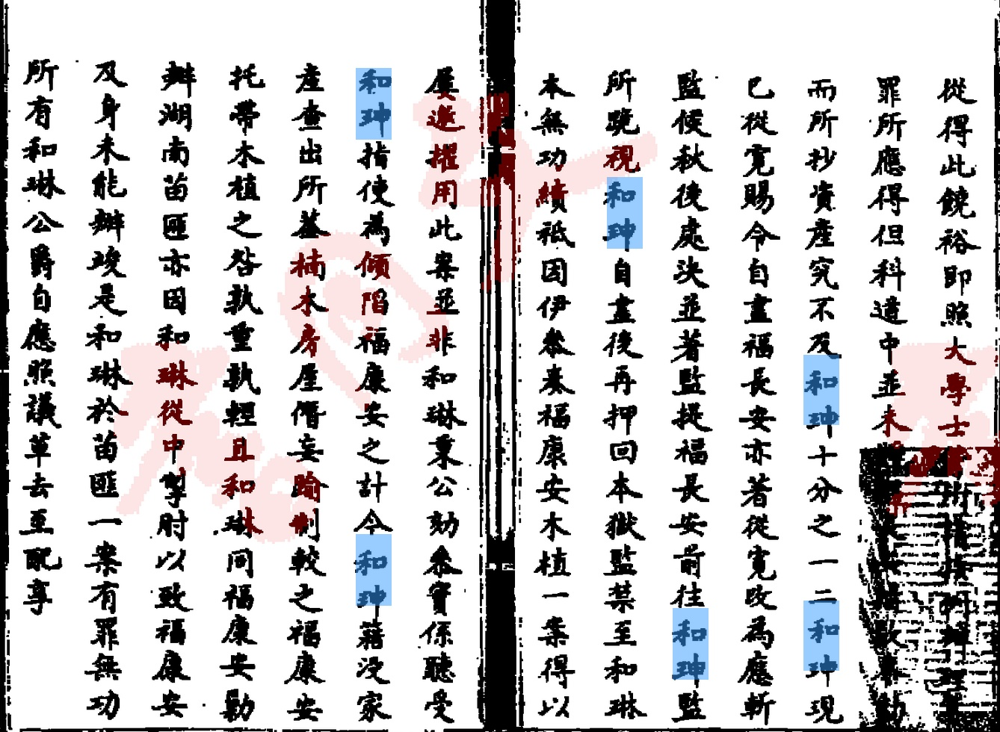 從得此饒裕即照大學士
罪所應得但科道中並未
而所抄資產究不及和珅十分之一二和珅現
已從寬賜令自盡福長安亦著從寬改為應斬
監候秋後處決並著監提福長安前往和珅監
所跪視和珅自盡後再押回本獄監禁至和琳
本無功績祗因伊叅奏福康安木植一案得以
屢邀擢用此案並非和琳秉公劾叅實係聽受
和珅指使為傾陷福康安之計今和珅籍沒家
產查出所蓋楠木房屋僭妄踰制較之福康安
托帶木植之咎孰重孰輕且和琳同福康安勦
辦湖南苗匪亦因和琳從中掣肘以致福康安
及身未能辦竣是和琳於苗匪一案有罪無功
所有和琳公爵自應照議革去至配享